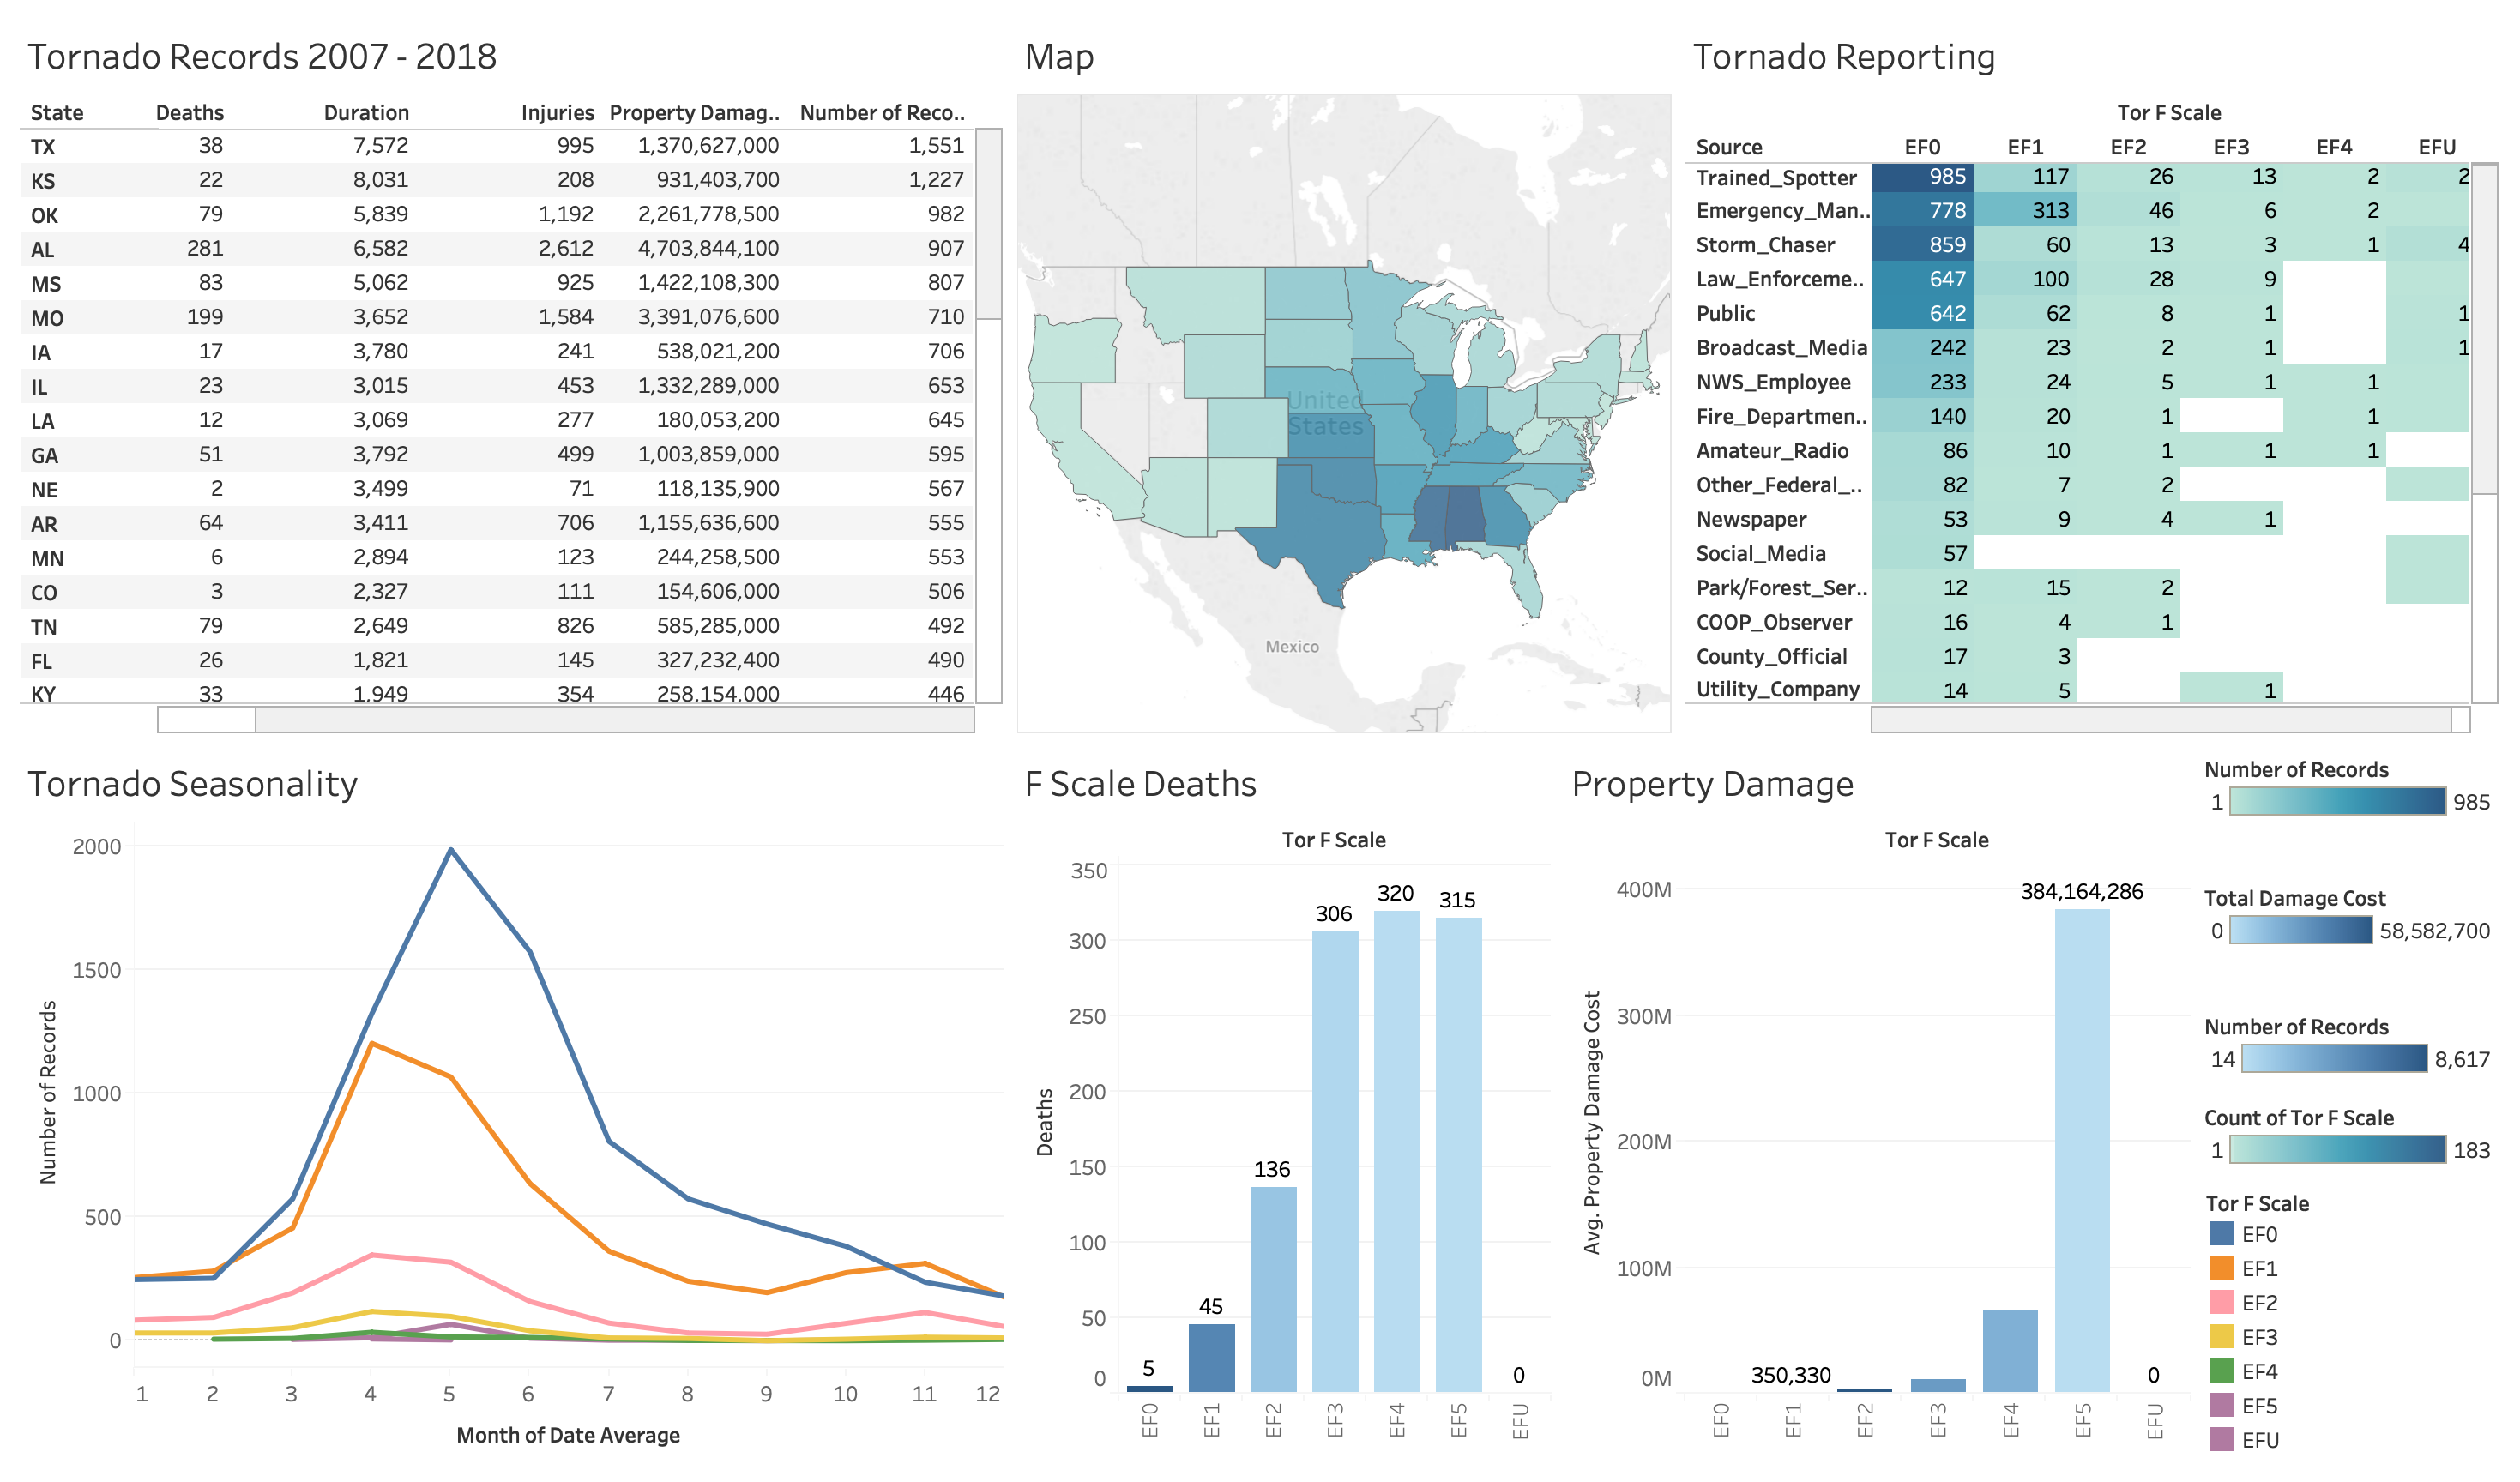 Tornado Records 2007 - 2018
State Deaths Duration Injuries Property Damag.. Number of Reco..
TX 38 7,572 995 1,370,627,000 1,551
KS 22 8,031 208 931,403,700 1,227
OK 79 5,839 1,192 2,261,778,500 982
AL 281 6,582 2,612 4,703,844,100 907
MS 83 5,062 925 1,422,108,300 807
MO 199 3,652 1,584 3,391,076,600 710
IA 17 3,780 241 538,021,200 706
IL 23 3,015 453 1,332,289,000 653
LA 12 3,069 277 180,053,200 645
GA 51 3,792 499 1,003,859,000 595
NE 2 3,499 71 118,135,900 567
AR 64 3,411 706 1,155,636,600 555
MN 6 2,894 123 244,258,500 553
CO 3 2,327 111 154,606,000 506
TN 79 2,649 826 585,285,000 492
FL 26 1,821 145 327,232,400 490
KY 33 1,949 354 258,154,000 446
Map
United
States
Mexico
Tornado Reporting
Tor F Scale
Source EF0 EF1 EF2 EF3 EF4 EFU
Trained_Spotter 985 117 26 13 2 2
Emergency_Man.. 778 313 46 6 2
Storm_Chaser 859 60 13 3 1 4
Law_Enforceme.. 647 100 28 9
Public 642 62 8 1 1
Broadcast_Media 242 23 2 1 1
NWS_Employee 233 24 5 1 1
Fire_Departmen.. 140 20 1 1
Amateur_Radio 86 10 1 1 1
Other_Federal_.. 82 7 2
Newspaper 53 9 4 1
Social_Media 57
Park/Forest_Ser.. 12 15 2
COOP_Observer 16 4 1
County_Official 17 3
Utility_Company 14 5 1
Tornado Seasonality
Number of Records
2000
1500
1000
500
0
1 2 3 4 5 6 7 8 9 10 11 12
Month of Date Average
F Scale Deaths
Tor F Scale
Deaths
350
300
250
200
150
100
50
0
5 45 136 306 320 315 0
EF0 EF1 EF2 EF3 EF4 EF5 EFU
Property Damage
Tor F Scale
Avg. Property Damage Cost
400M
300M
200M
100M
0M
350,330 384,164,286 0
EF0 EF1 EF2 EF3 EF4 EF5 EFU
Number of Records
1 985
Total Damage Cost
0 58,582,700
Number of Records
14 8,617
Count of Tor F Scale
1 183
Tor F Scale
EF0
EF1
EF2
EF3
EF4
EF5
EFU